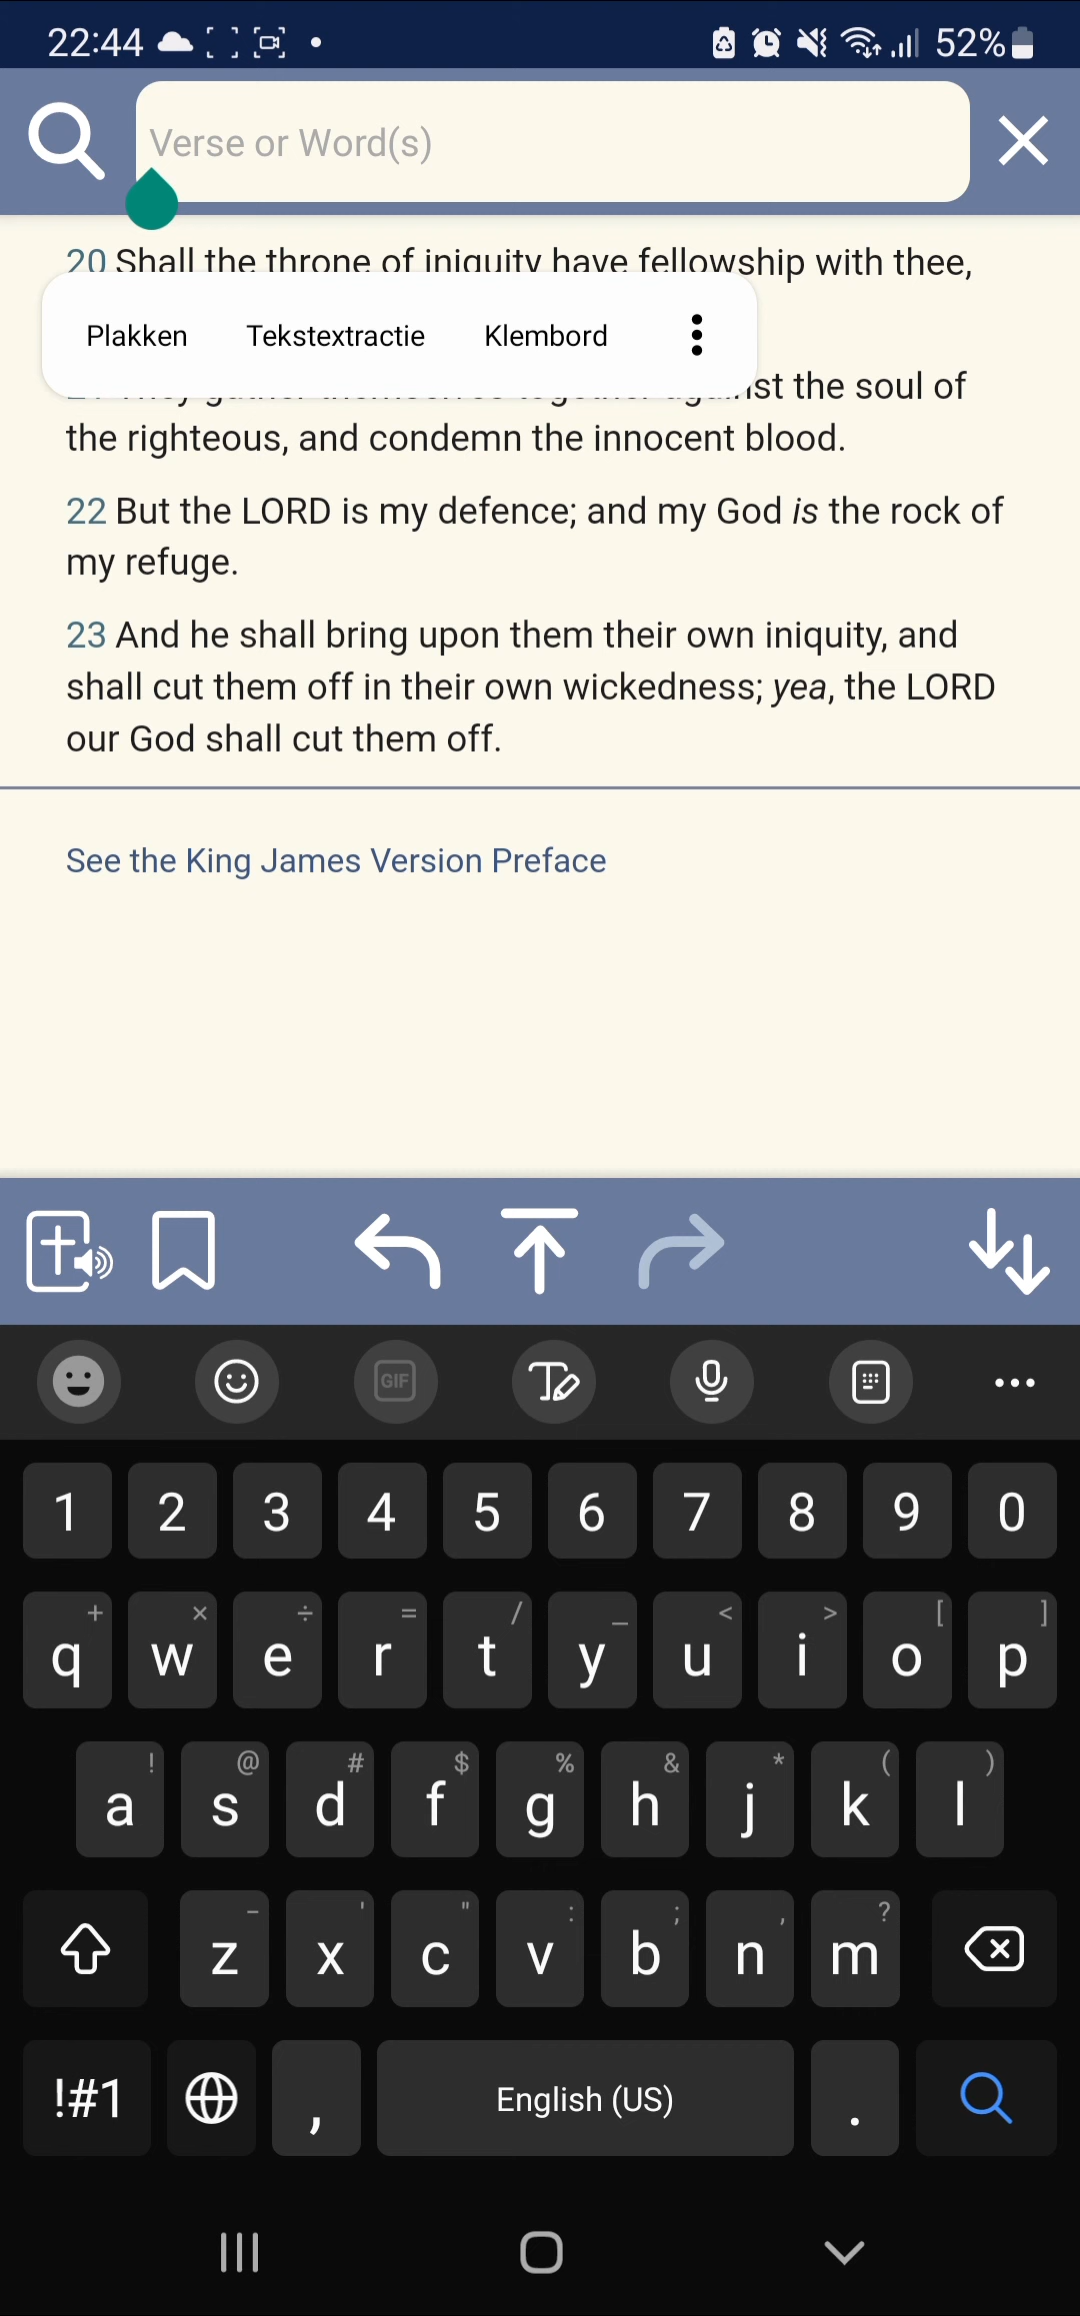 22:44
52%
Verse or Word(s)
20 Shall the throne of iniquity have fellowship with thee,
Plakken Tekstextractie Klembord
the soul of
the righteous, and condemn the innocent blood.
22 But the LORD is my defence; and my God is the rock of
my refuge.
23 And he shall bring upon them their own iniquity, and
shall cut them off in their own wickedness; yea, the LORD
our God shall cut them off.
See the King James Version Preface
GIF
1 2 3 4 5 6 7 8 9 0
+ × ÷ = / _ < > [ ]
q w e r t y u i o p
! @ # $ % & * ( )
a s d f g h j k l
- ' " : ; , ?
z x c v b n m
!#1 , English (US) .